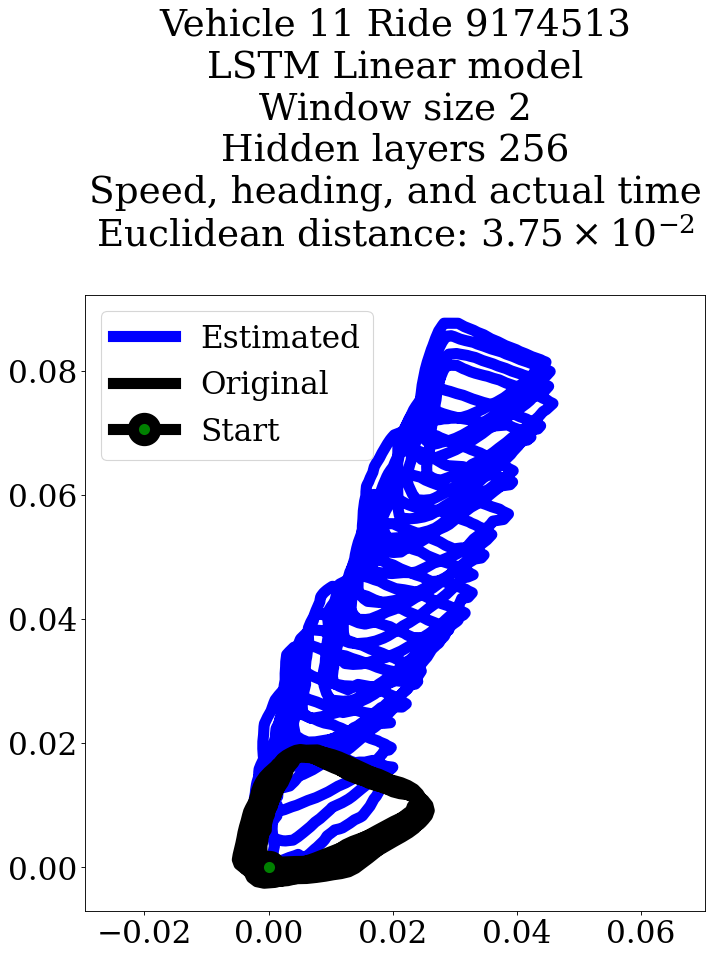 Vehicle 11 Ride 9174513
LSTM Linear model
Window size 2
Hidden layers 256
Speed, heading, and actual time
Euclidean distance: 3.75 × 10⁻²
Estimated
Original
Start
0.08
0.06
0.04
0.02
0.00
−0.02 0.00 0.02 0.04 0.06